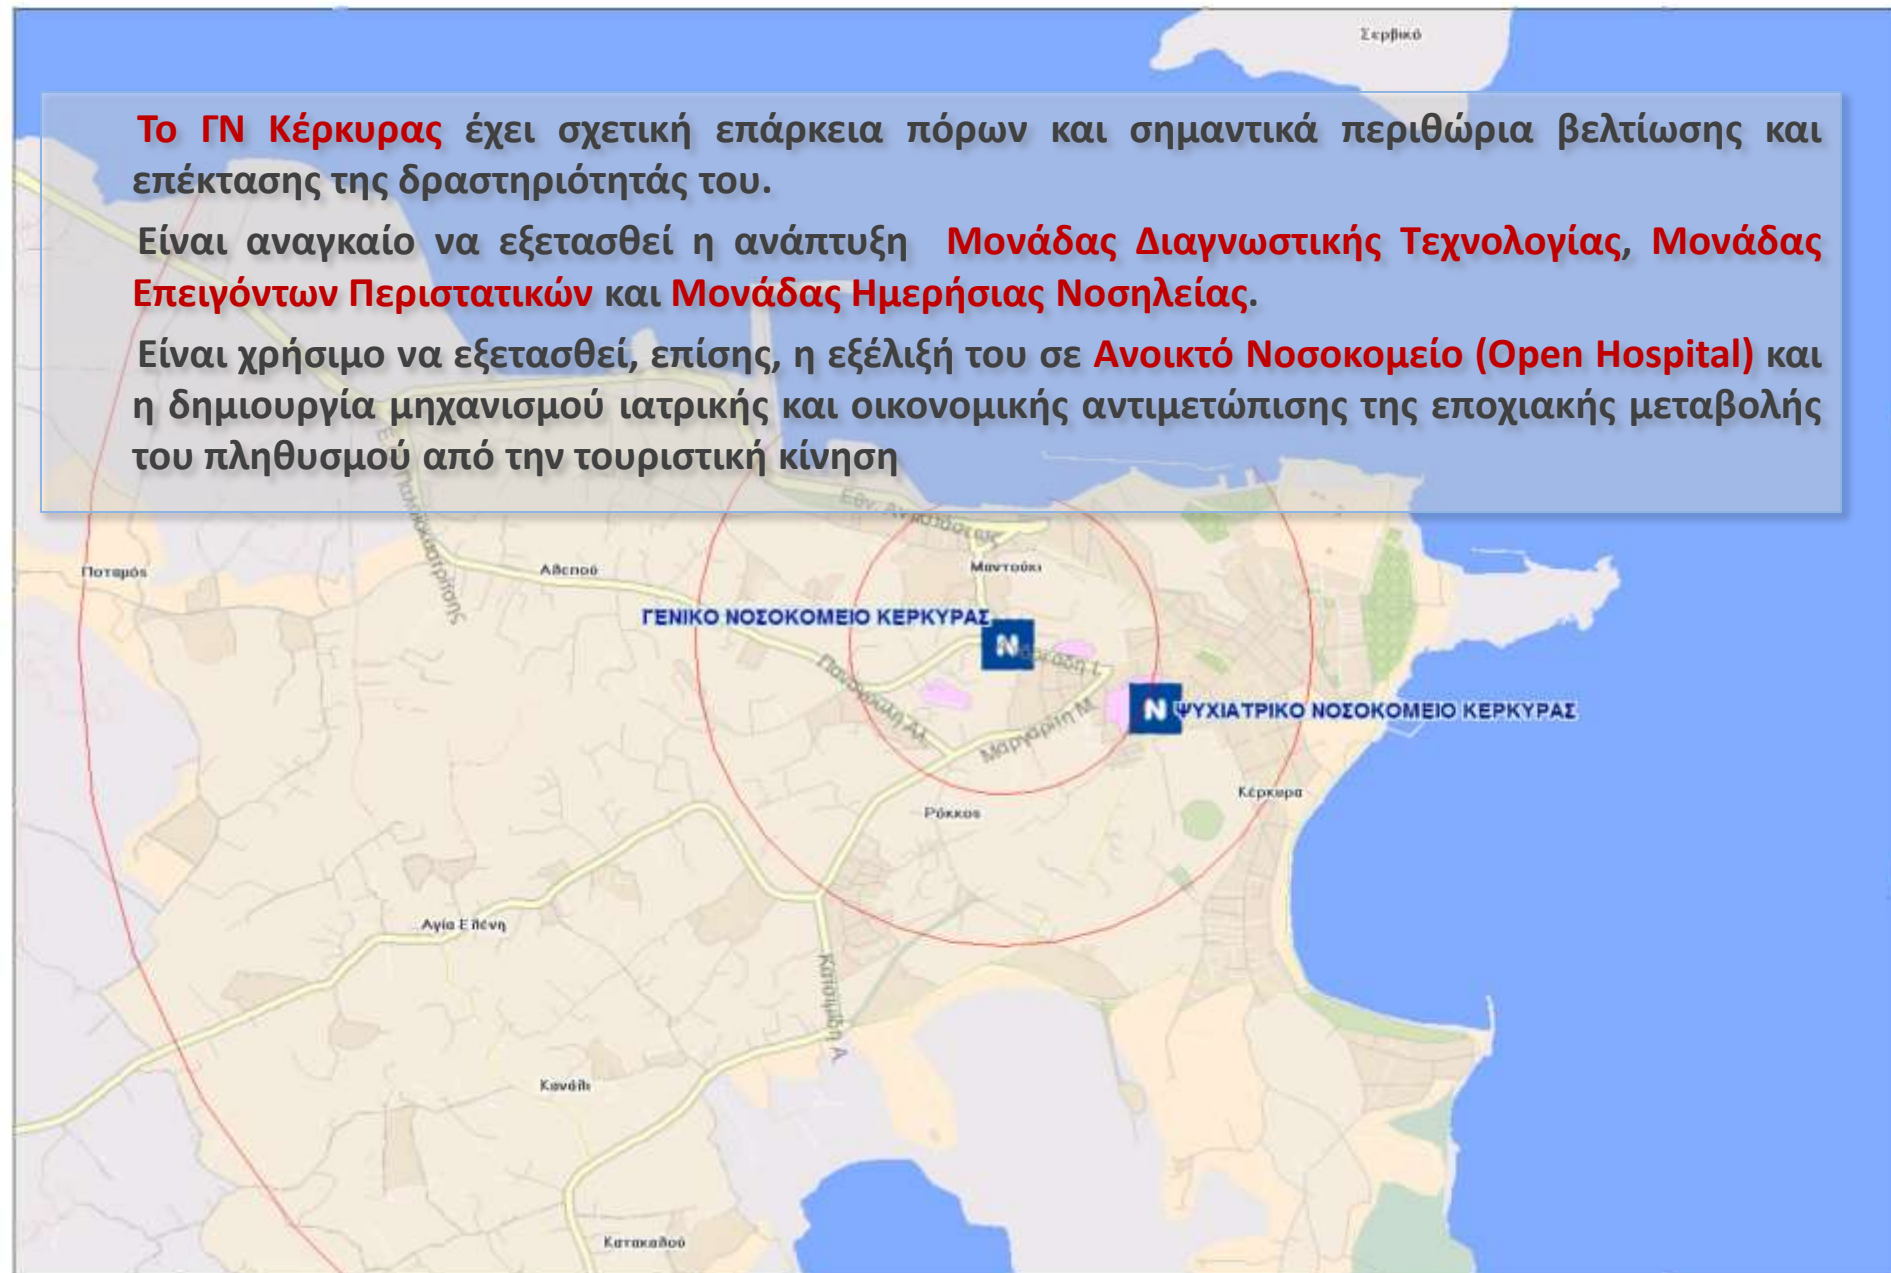 Σερβικό
Το ΓΝ Κέρκυρας έχει σχετική επάρκεια πόρων και σημαντικά περιθώρια βελτίωσης και
επέκτασης της δραστηριότητάς του.
Είναι αναγκαίο να εξετασθεί η ανάπτυξη Μονάδας Διαγνωστικής Τεχνολογίας, Μονάδας
Επειγόντων Περιστατικών και Μονάδας Ημερήσιας Νοσηλείας.
Είναι χρήσιμο να εξετασθεί, επίσης, η εξέλιξή του σε Ανοικτό Νοσοκομείο (Open Hospital) και
η δημιουργία μηχανισμού ιατρικής και οικονομικής αντιμετώπισης της εποχιακής μεταβολής
του πληθυσμού από την τουριστική κίνηση
Εθν. Αντιστάσεως
Ποταμός
Αλεπού
Μαντούκι
ΓΕΝΙΚΟ ΝΟΣΟΚΟΜΕΙΟ ΚΕΡΚΥΡΑΣ
N
N ΨΥΧΙΑΤΡΙΚΟ ΝΟΣΟΚΟΜΕΙΟ ΚΕΡΚΥΡΑΣ
Μαργαρίτη Μ.
Κέρκυρα
Ρόκκος
Αγία Ελένη
Κανάλι
Κατακαλού